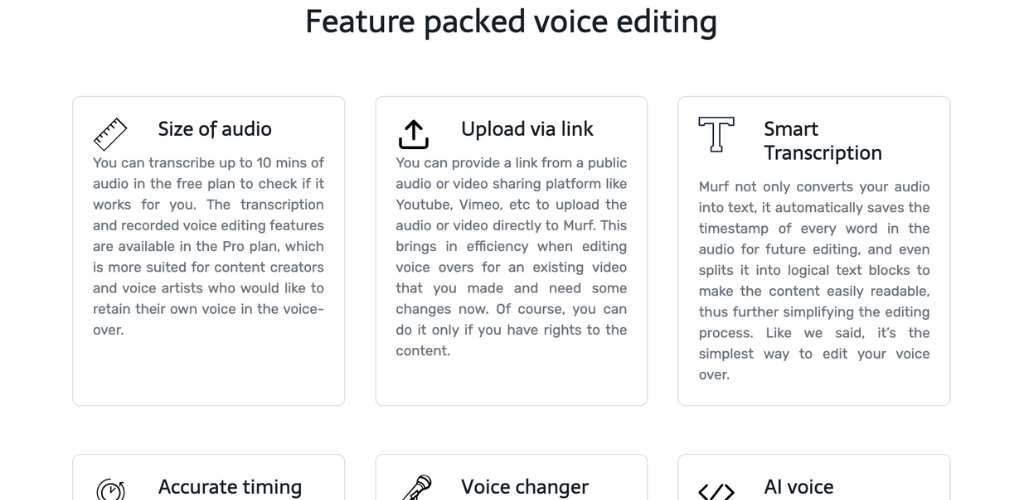 Feature packed voice editing
Size of audio
You can transcribe up to 10 mins of
audio in the free plan to check if it
works for you. The transcription
and recorded voice editing features
are available in the Pro plan, which
is more suited for content creators
and voice artists who would like to
retain their own voice in the voice-
over.
Upload via link
You can provide a link from a public
audio or video sharing platform like
Youtube, Vimeo, etc to upload the
audio or video directly to Murf. This
brings in efficiency when editing
voice overs for an existing video
that you made and need some
changes now. Of course, you can
do it only if you have rights to the
content.
Smart
Transcription
Murf not only converts your audio
into text, it automatically saves the
timestamp of every word in the
audio for future editing, and even
splits it into logical text blocks to
make the content easily readable,
thus further simplifying the editing
process. Like we said, it's the
simplest way to edit your voice
over.
Accurate timing
Voice changer
AI voice